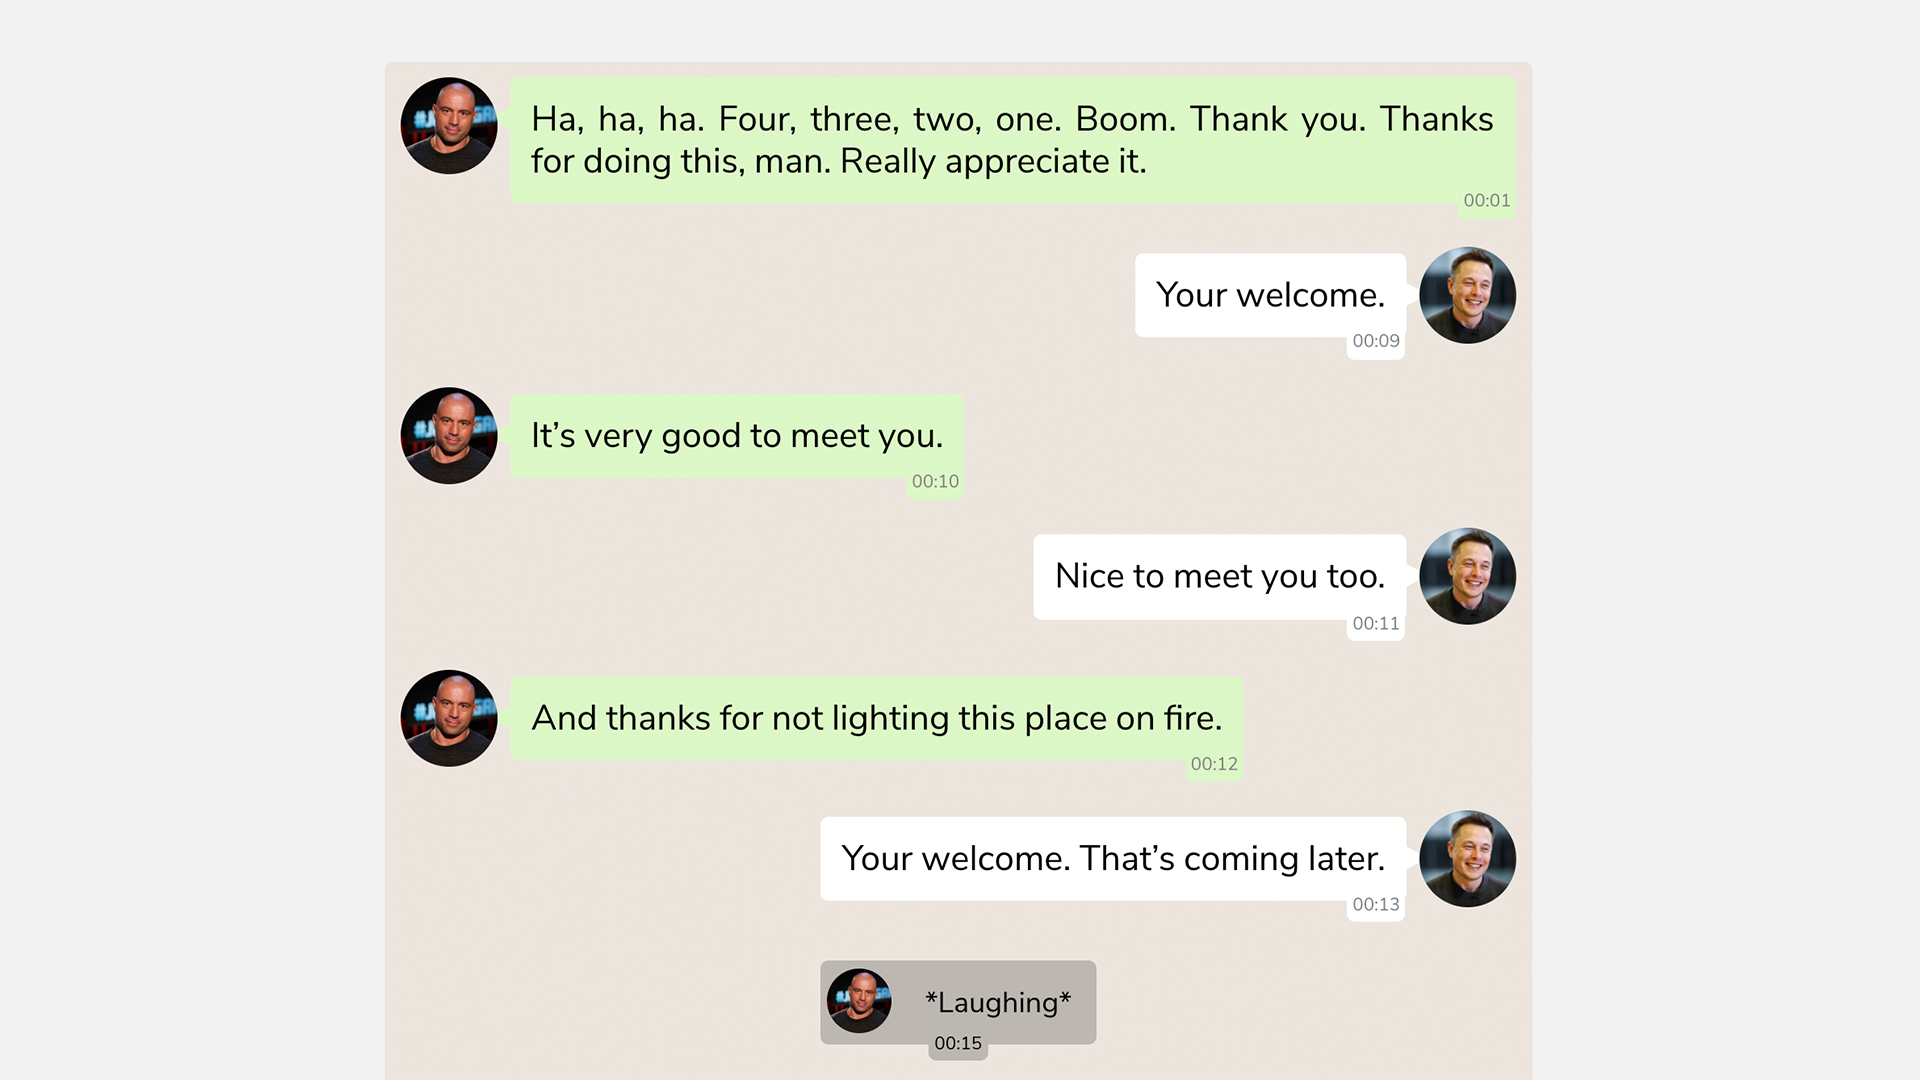 Ha, ha, ha. Four, three, two, one. Boom. Thank you. Thanks
for doing this, man. Really appreciate it.
00:01
Your welcome.
00:09
It’s very good to meet you.
00:10
Nice to meet you too.
00:11
And thanks for not lighting this place on fire.
00:12
Your welcome. That’s coming later.
00:13
*Laughing*
00:15